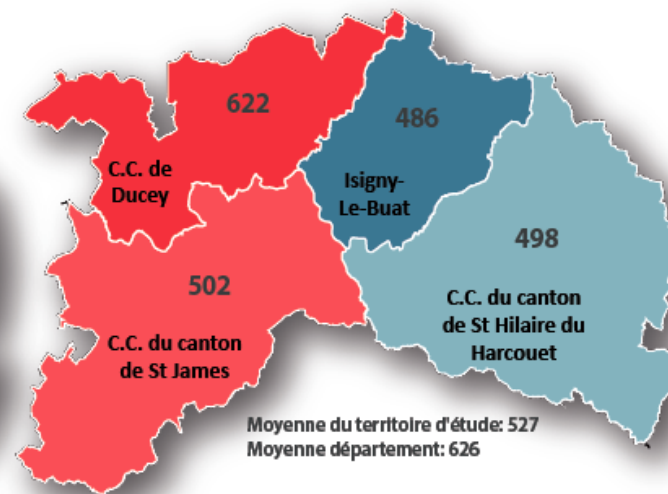 622
C.C. de
Ducey
486
Isigny-
Le-Buat
498
C.C. du canton
de St Hilaire du
Harcouet
502
C.C. du canton
de St James
Moyenne du territoire d'étude: 527
Moyenne département: 626